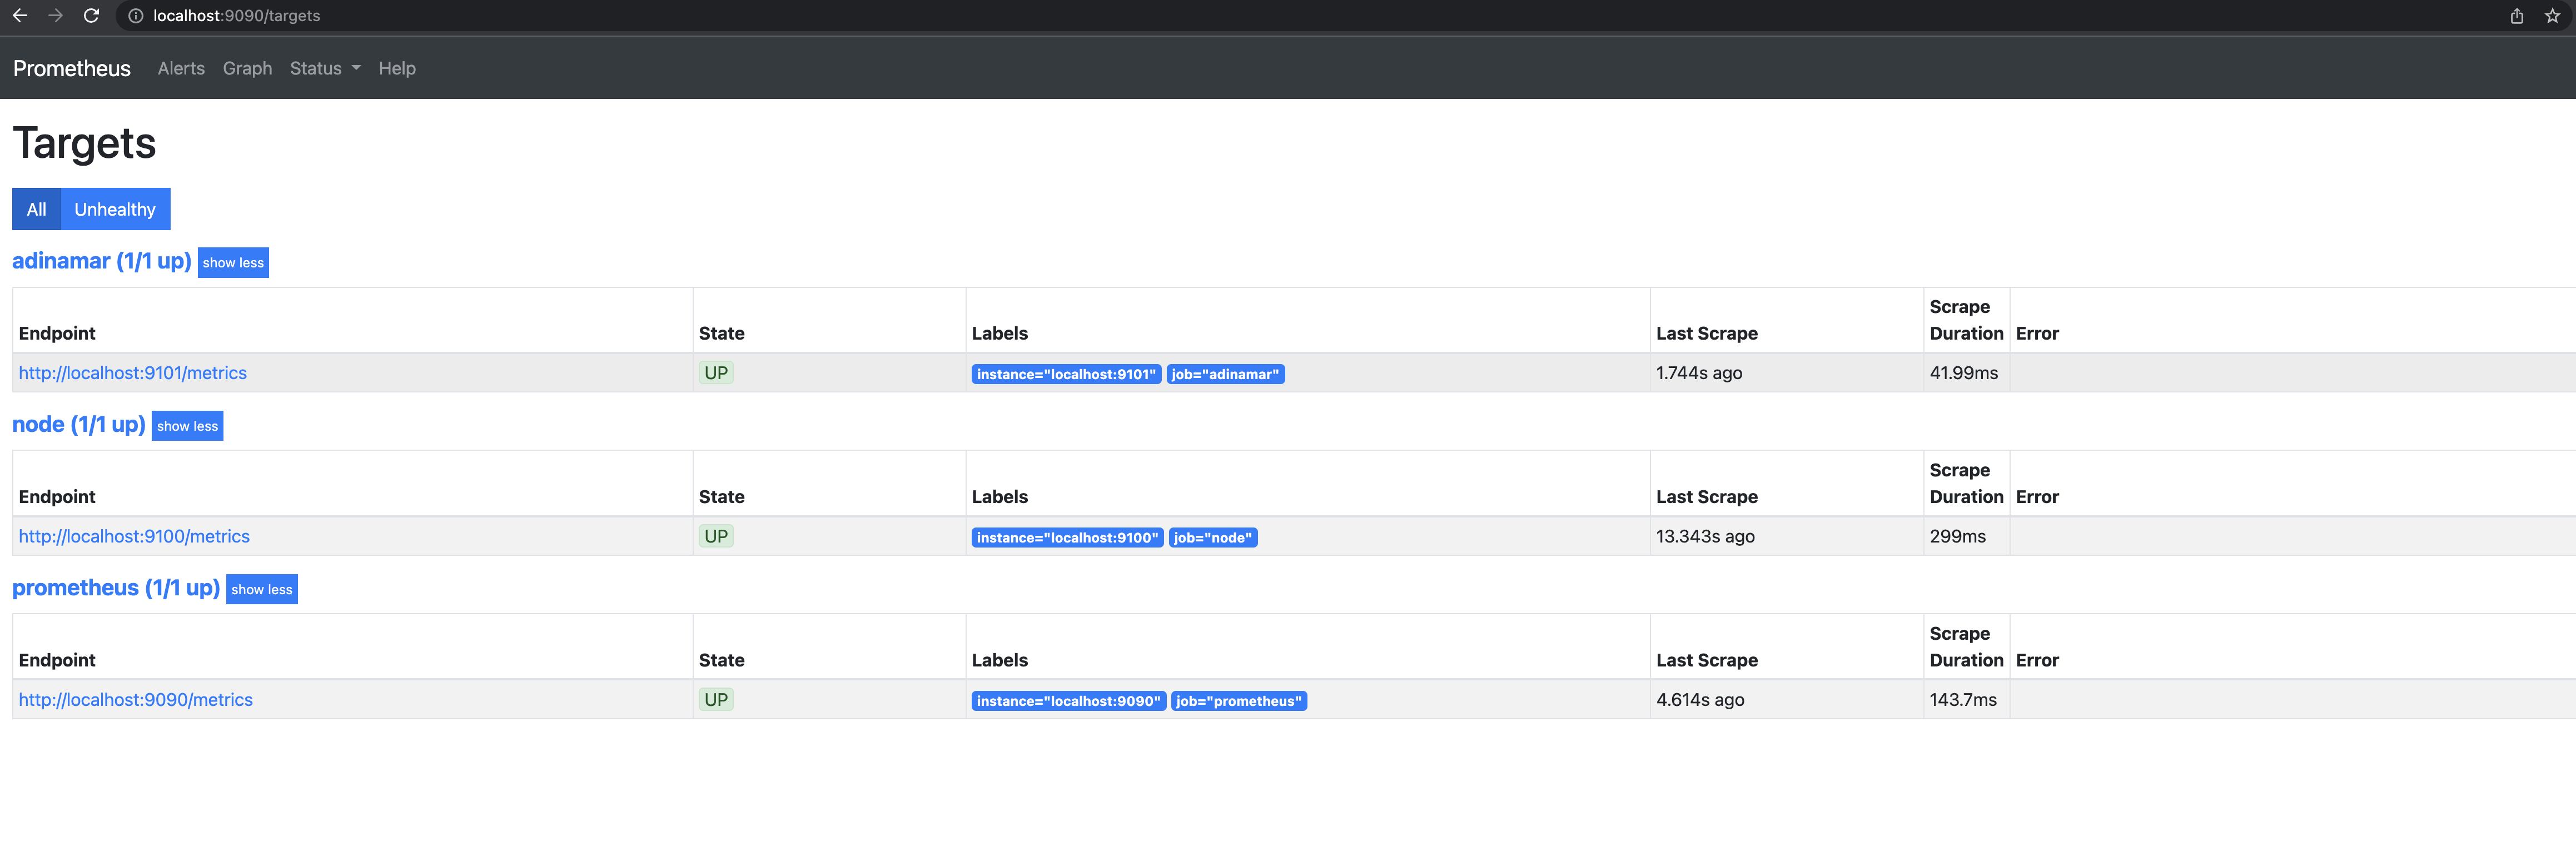 localhost:9090/targets
Prometheus Alerts Graph Status Help
Targets
All Unhealthy
adinamar (1/1 up) show less
Endpoint State Labels Last Scrape Scrape Duration Error
http://localhost:9101/metrics UP instance="localhost:9101" job="adinamar" 1.744s ago 41.99ms
node (1/1 up) show less
Endpoint State Labels Last Scrape Scrape Duration Error
http://localhost:9100/metrics UP instance="localhost:9100" job="node" 13.343s ago 299ms
prometheus (1/1 up) show less
Endpoint State Labels Last Scrape Scrape Duration Error
http://localhost:9090/metrics UP instance="localhost:9090" job="prometheus" 4.614s ago 143.7ms